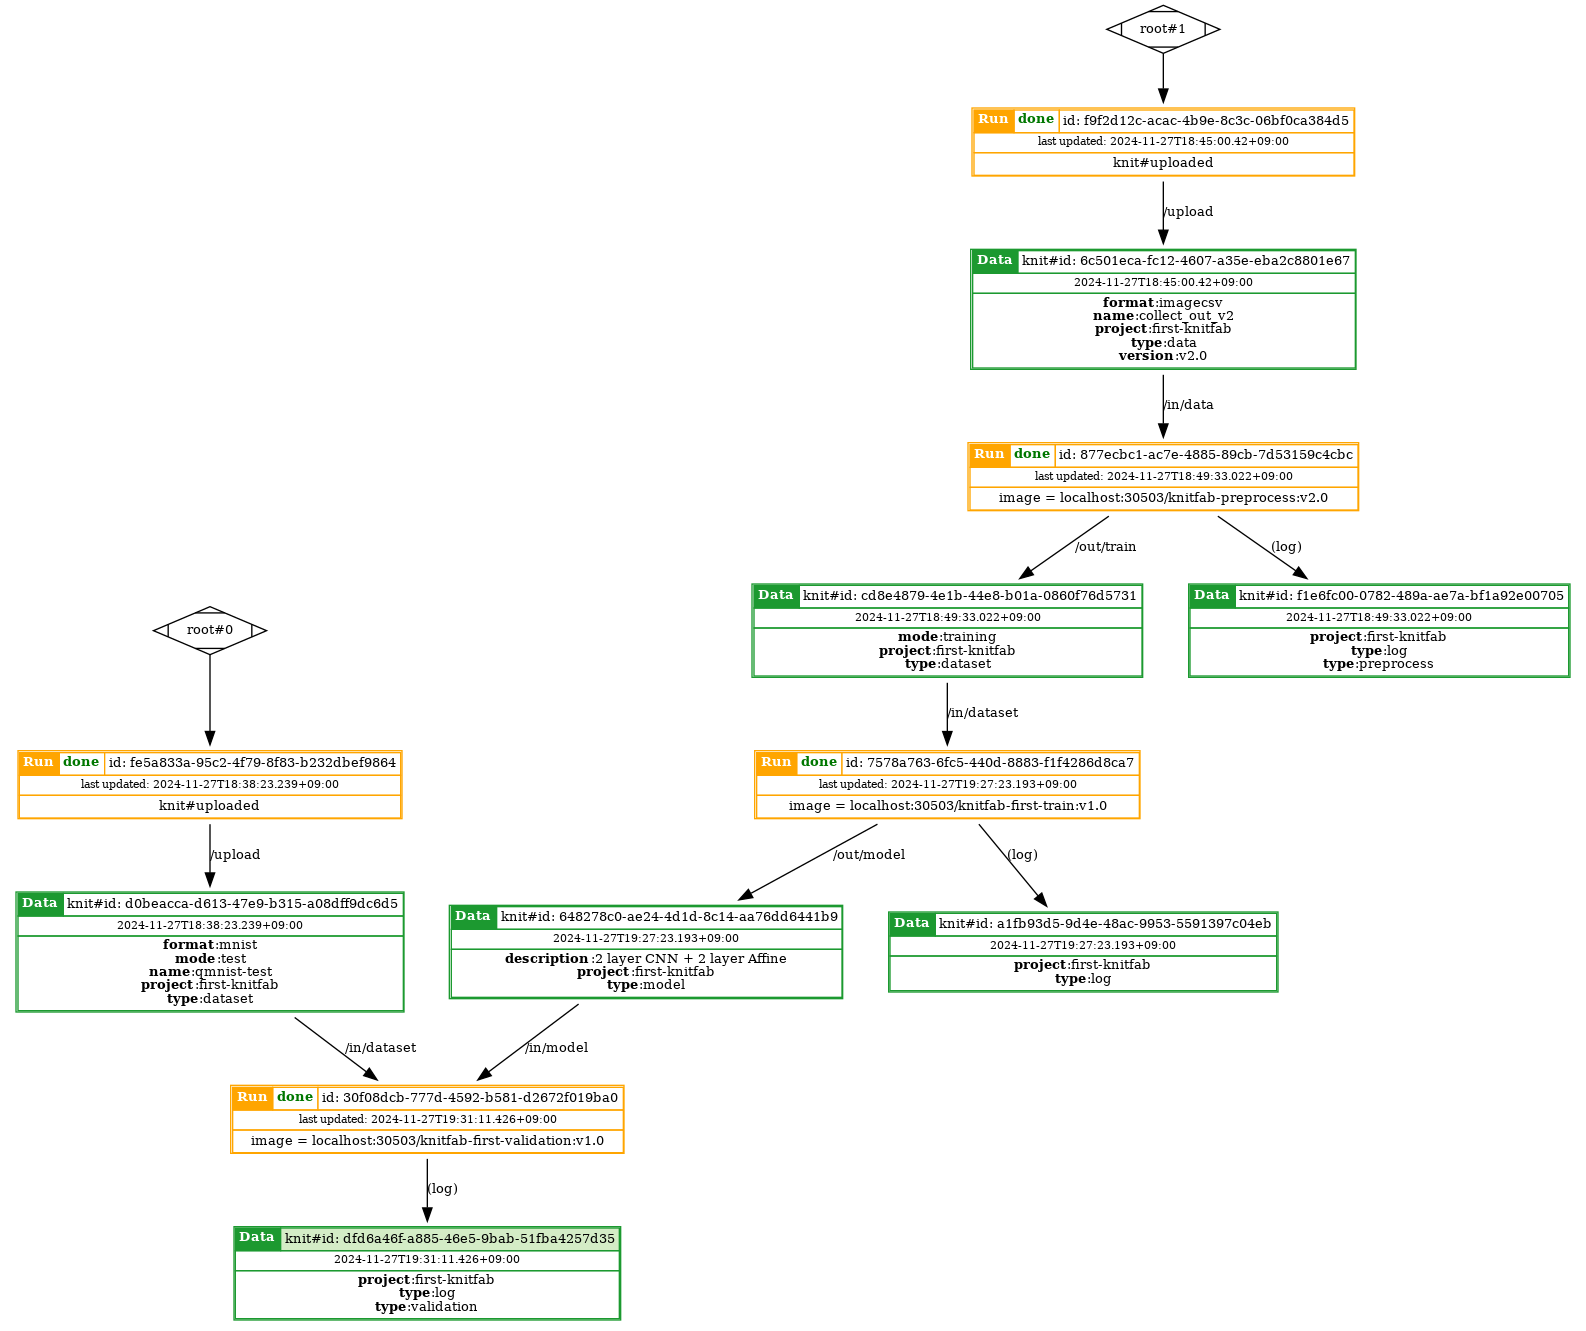 root#1
Run done id: f9f2d12c-acac-4b9e-8c3c-06bf0ca384d5
last updated: 2024-11-27T18:45:00.42+09:00
knit#uploaded
/upload
Data knit#id: 6c501eca-fc12-4607-a35e-eba2c8801e67
2024-11-27T18:45:00.42+09:00
format:imagecsv
name:collect_out_v2
project:first-knitfab
type:data
version:v2.0
/in/data
Run done id: 877ecbc1-ac7e-4885-89cb-7d53159c4cbc
last updated: 2024-11-27T18:49:33.022+09:00
image = localhost:30503/knitfab-preprocess:v2.0
/out/train
(log)
Data knit#id: cd8e4879-4e1b-44e8-b01a-0860f76d5731
2024-11-27T18:49:33.022+09:00
mode:training
project:first-knitfab
type:dataset
Data knit#id: f1e6fc00-0782-489a-ae7a-bf1a92e00705
2024-11-27T18:49:33.022+09:00
project:first-knitfab
type:log
type:preprocess
root#0
/in/dataset
Run done id: fe5a833a-95c2-4f79-8f83-b232dbef9864
last updated: 2024-11-27T18:38:23.239+09:00
knit#uploaded
Run done id: 7578a763-6fc5-440d-8883-f1f4286d8ca7
last updated: 2024-11-27T19:27:23.193+09:00
image = localhost:30503/knitfab-first-train:v1.0
/upload
/out/model
(log)
Data knit#id: d0beacca-d613-47e9-b315-a08dff9dc6d5
2024-11-27T18:38:23.239+09:00
format:mnist
mode:test
name:qmnist-test
project:first-knitfab
type:dataset
Data knit#id: 648278c0-ae24-4d1d-8c14-aa76dd6441b9
2024-11-27T19:27:23.193+09:00
description:2 layer CNN + 2 layer Affine
project:first-knitfab
type:model
Data knit#id: a1fb93d5-9d4e-48ac-9953-5591397c04eb
2024-11-27T19:27:23.193+09:00
project:first-knitfab
type:log
/in/dataset
/in/model
Run done id: 30f08dcb-777d-4592-b581-d2672f019ba0
last updated: 2024-11-27T19:31:11.426+09:00
image = localhost:30503/knitfab-first-validation:v1.0
(log)
Data knit#id: dfd6a46f-a885-46e5-9bab-51fba4257d35
2024-11-27T19:31:11.426+09:00
project:first-knitfab
type:log
type:validation